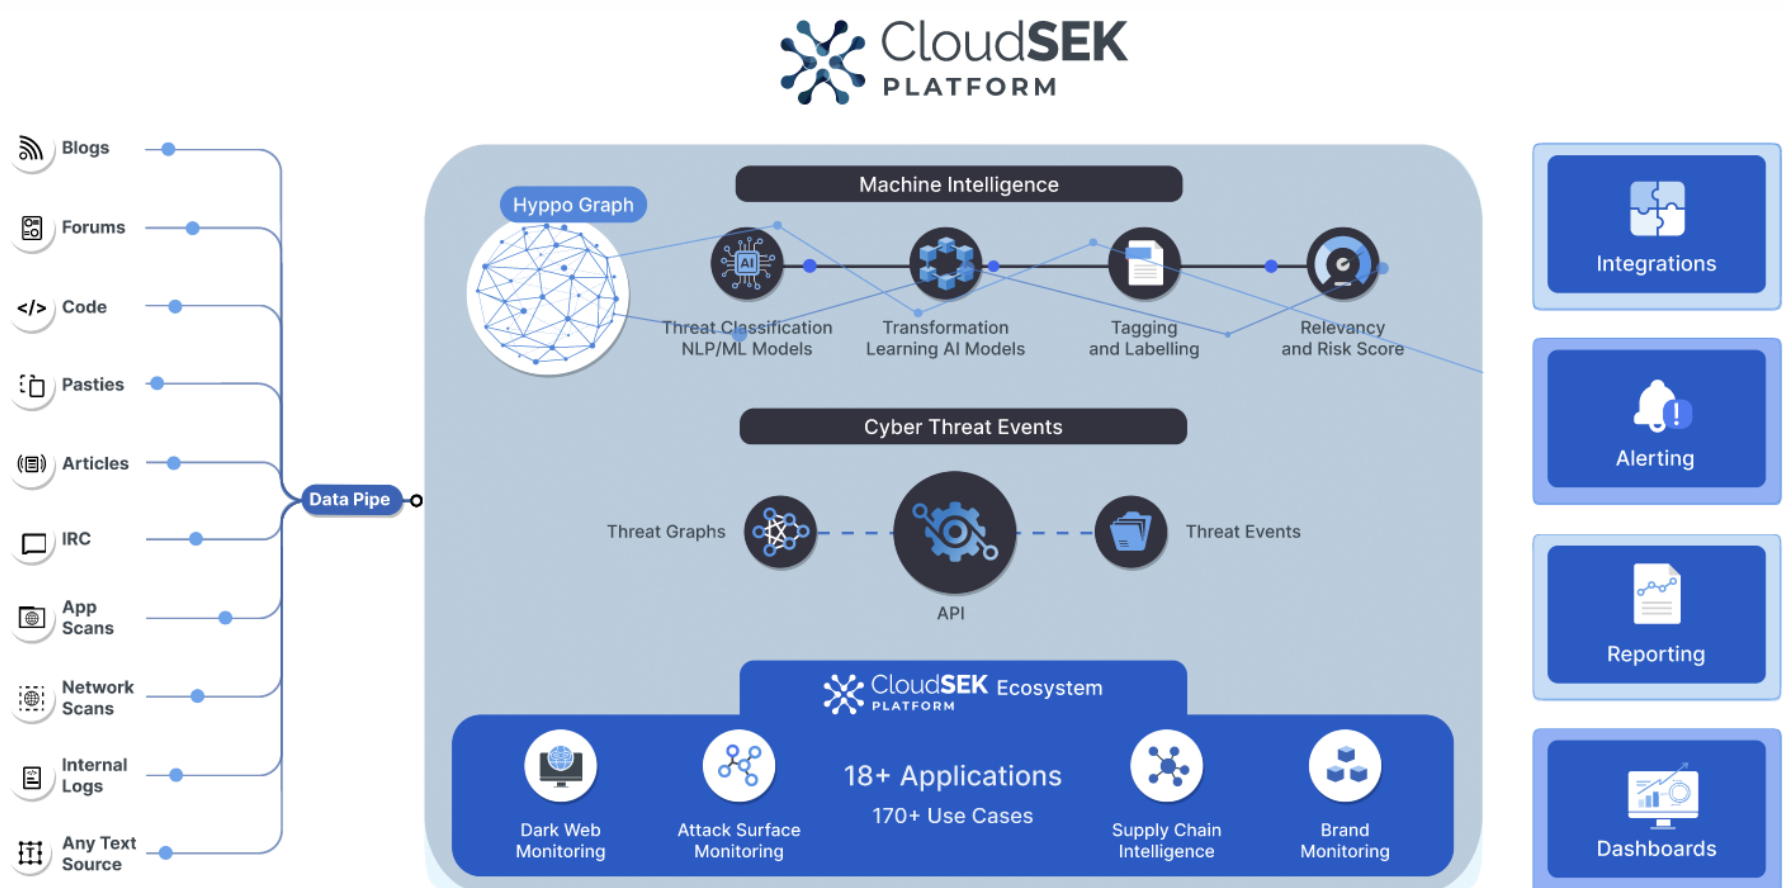 CloudSEK
PLATFORM
Blogs
Forums
</> Code
Pasties
Articles
IRC
App
Scans
Network
Scans
Internal
Logs
Any Text
Source
Data Pipe
Hyppo Graph
Machine Intelligence
AI
Threat Classification
NLP/ML Models
Transformation
Learning AI Models
Tagging
and Labelling
Relevancy
and Risk Score
Cyber Threat Events
Threat Graphs
API
Threat Events
CloudSEK
PLATFORM
Ecosystem
Dark Web
Monitoring
Attack Surface
Monitoring
18+ Applications
170+ Use Cases
Supply Chain
Intelligence
Brand
Monitoring
Integrations
Alerting
Reporting
Dashboards